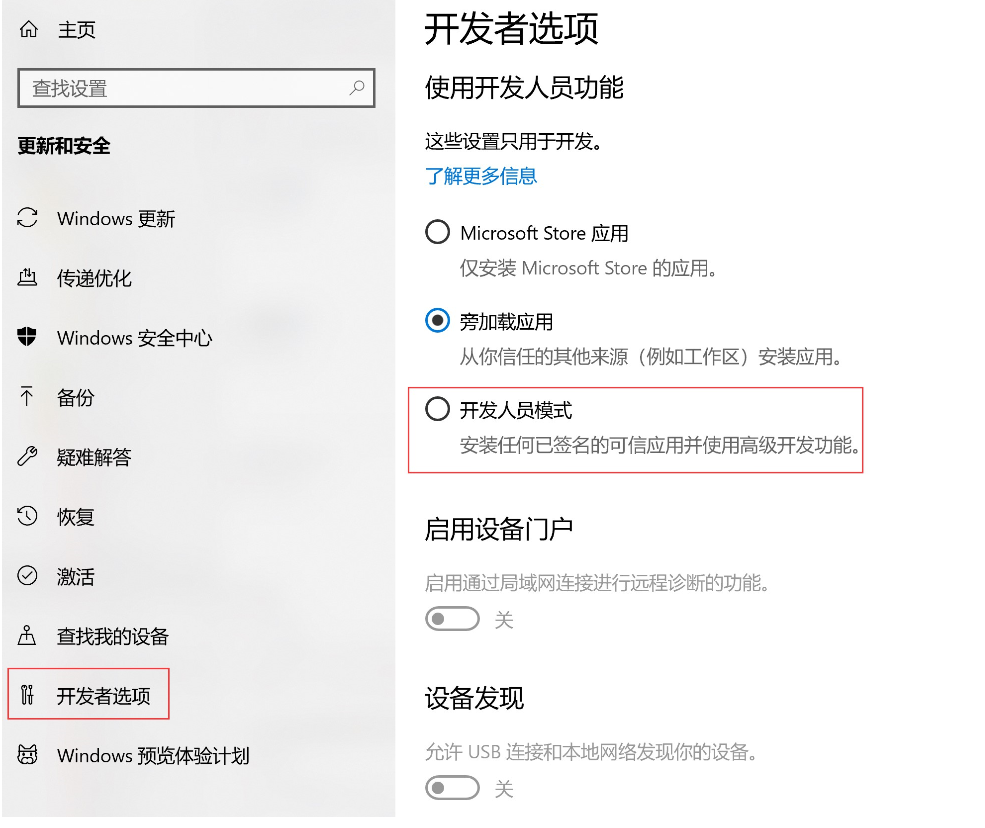 主页
查找设置
更新和安全
Windows 更新
传递优化
Windows 安全中心
备份
疑难解答
恢复
激活
查找我的设备
开发者选项
Windows 预览体验计划
开发者选项
使用开发人员功能
这些设置只用于开发。
了解更多信息
Microsoft Store 应用
仅安装 Microsoft Store 的应用。
旁加载应用
从你信任的其他来源（例如工作区）安装应用。
开发人员模式
安装任何已签名的可信应用并使用高级开发功能。
启用设备门户
启用通过局域网连接进行远程诊断的功能。
关
设备发现
允许 USB 连接和本地网络发现你的设备。
关